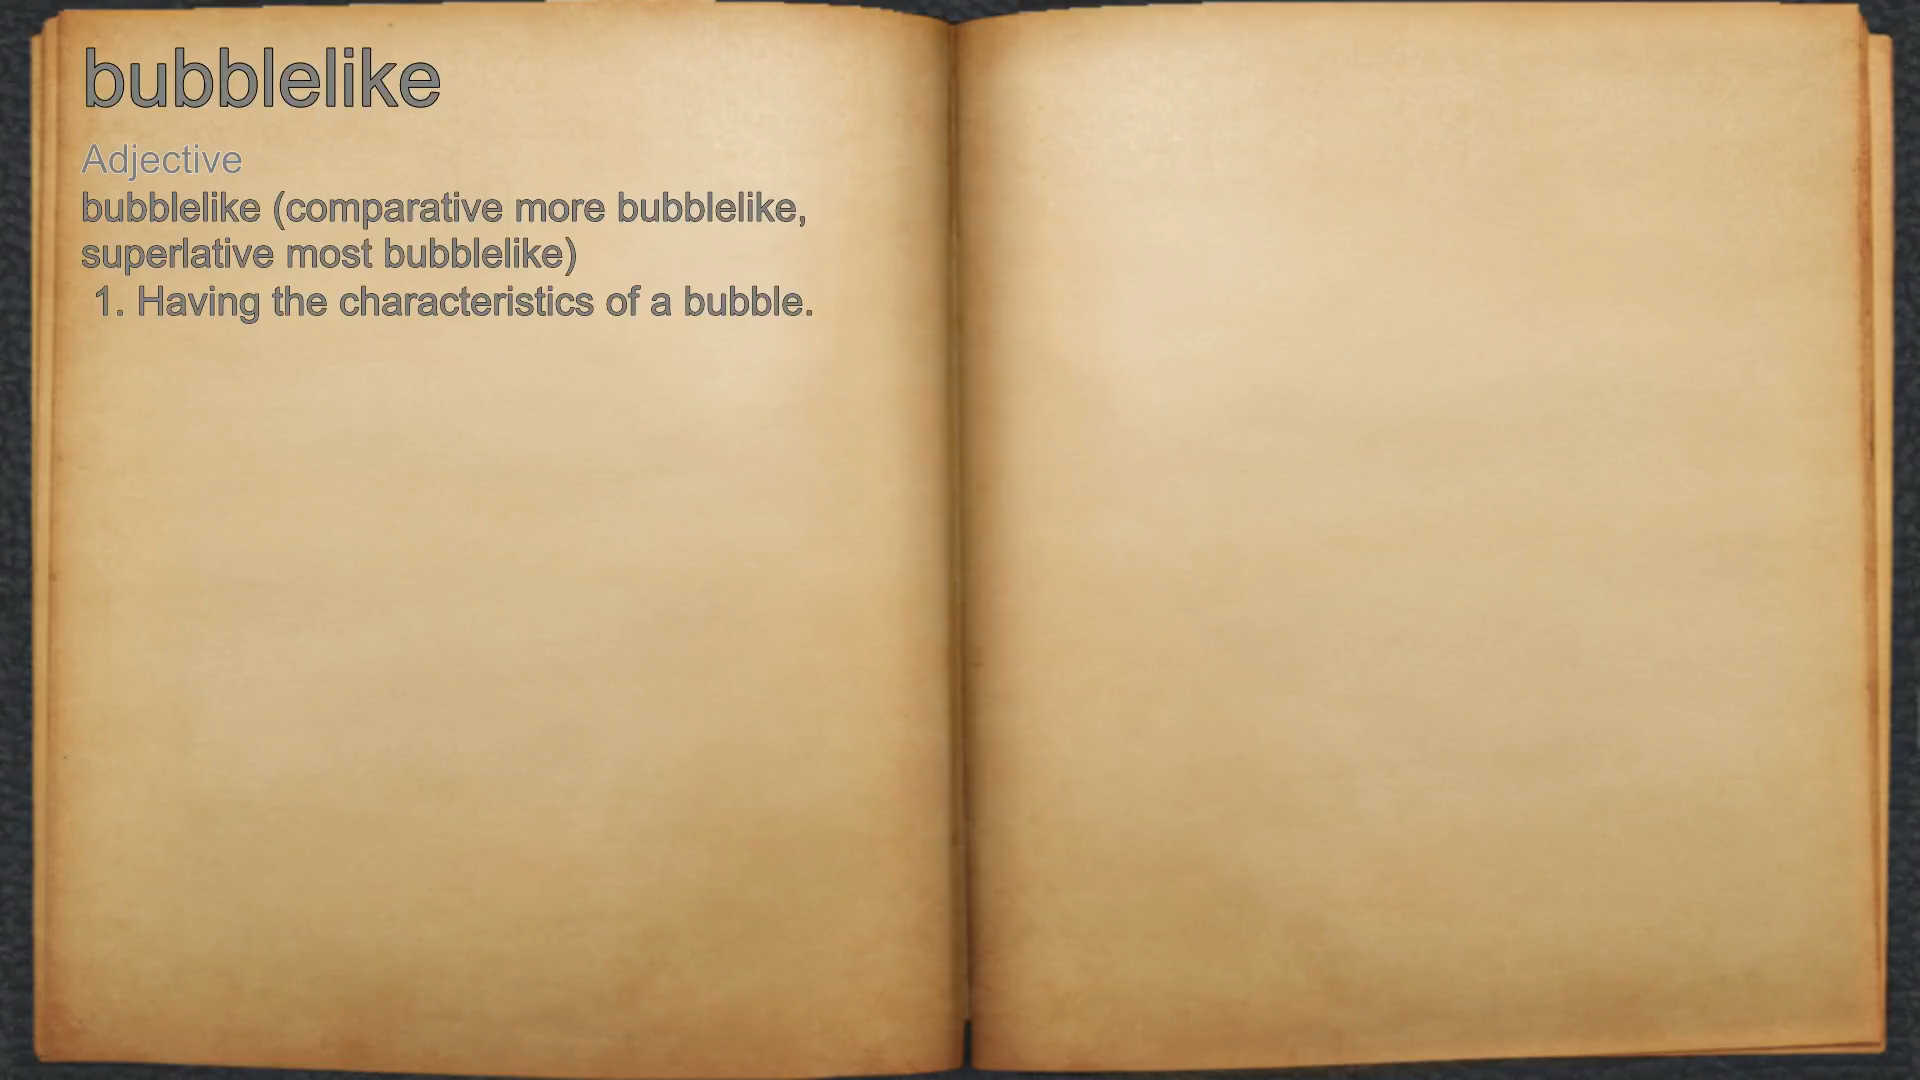 bubblelike
Adjective
bubblelike (comparative more bubblelike,
superlative most bubblelike)
1. Having the characteristics of a bubble.